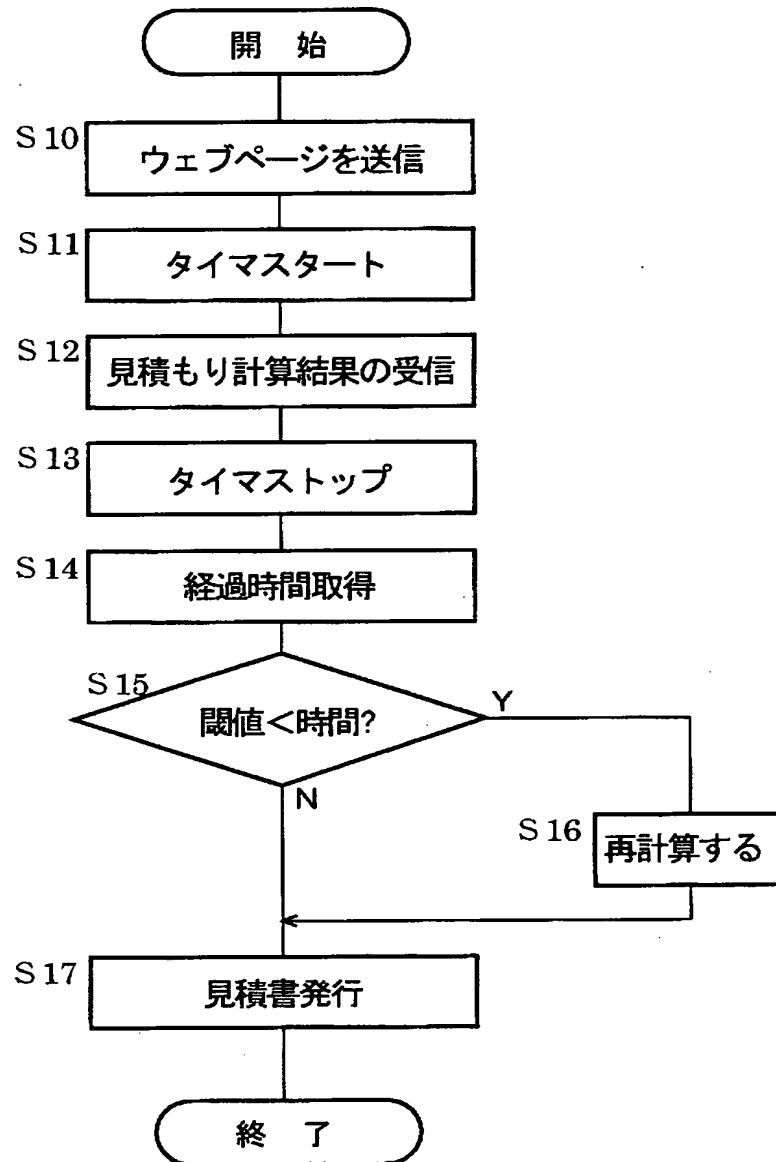 開 始
S10
ウェブページを送信
S11
タイマスタート
S12
見積もり計算結果の受信
S13
タイマストップ
S14
経過時間取得
S15
閾値<時間?
Y
N
S16
再計算する
S17
見積書発行
終 了